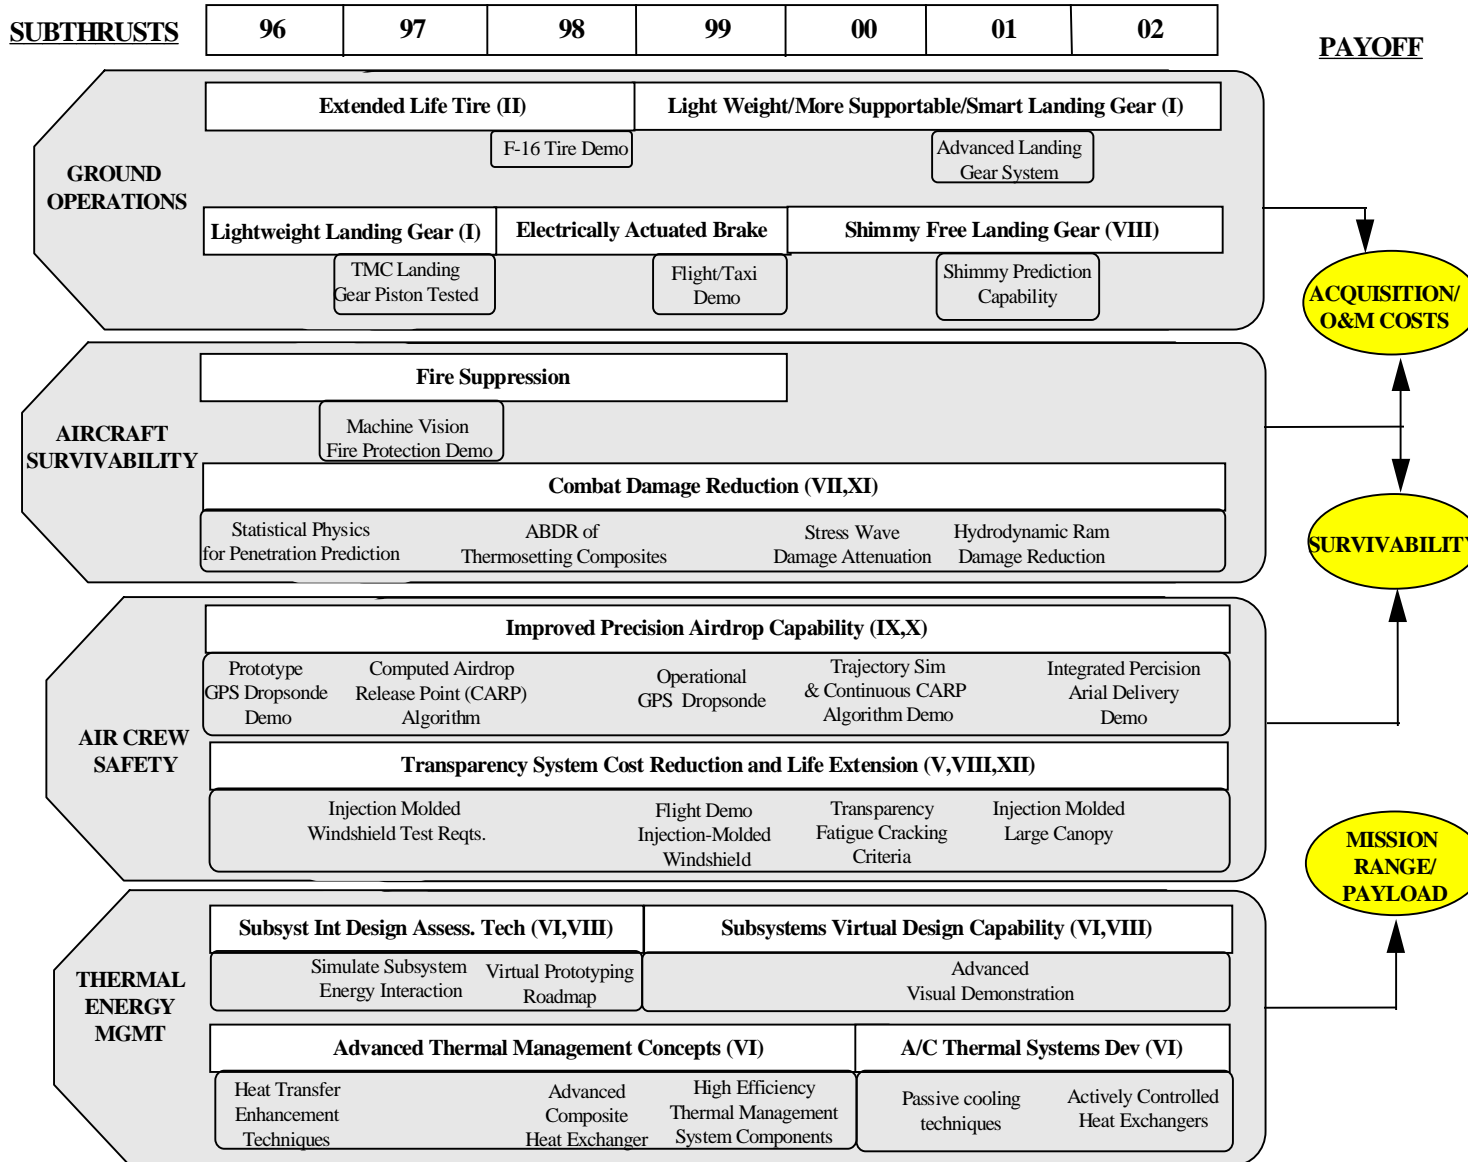 SUBTHRUSTS
96 97 98 99 00 01 02
PAYOFF
GROUND
OPERATIONS
Extended Life Tire (II)
Light Weight/More Supportable/Smart Landing Gear (I)
F-16 Tire Demo
Advanced Landing
Gear System
Lightweight Landing Gear (I)
Electrically Actuated Brake
Shimmy Free Landing Gear (VIII)
TMC Landing
Gear Piston Tested
Flight/Taxi
Demo
Shimmy Prediction
Capability
ACQUISITION/
O&M COSTS
AIRCRAFT
SURVIVABILITY
Fire Suppression
Machine Vision
Fire Protection Demo
Combat Damage Reduction (VII,XI)
Statistical Physics
for Penetration Prediction
ABDR of
Thermosetting Composites
Stress Wave
Damage Attenuation
Hydrodynamic Ram
Damage Reduction
SURVIVABILITY
AIR CREW
SAFETY
Improved Precision Airdrop Capability (IX,X)
Prototype
GPS Dropsonde
Demo
Computed Airdrop
Release Point (CARP)
Algorithm
Operational
GPS Dropsonde
Trajectory Sim
& Continuous CARP
Algorithm Demo
Integrated Percision
Arial Delivery
Demo
Transparency System Cost Reduction and Life Extension (V,VIII,XII)
Injection Molded
Windshield Test Reqts.
Flight Demo
Injection-Molded
Windshield
Transparency
Fatigue Cracking
Criteria
Injection Molded
Large Canopy
MISSION
RANGE/
PAYLOAD
THERMAL
ENERGY
MGMT
Subsyst Int Design Assess. Tech (VI,VIII)
Subsystems Virtual Design Capability (VI,VIII)
Simulate Subsystem
Energy Interaction
Virtual Prototyping
Roadmap
Advanced
Visual Demonstration
Advanced Thermal Management Concepts (VI)
A/C Thermal Systems Dev (VI)
Heat Transfer
Enhancement
Techniques
Advanced
Composite
Heat Exchanger
High Efficiency
Thermal Management
System Components
Passive cooling
techniques
Actively Controlled
Heat Exchangers